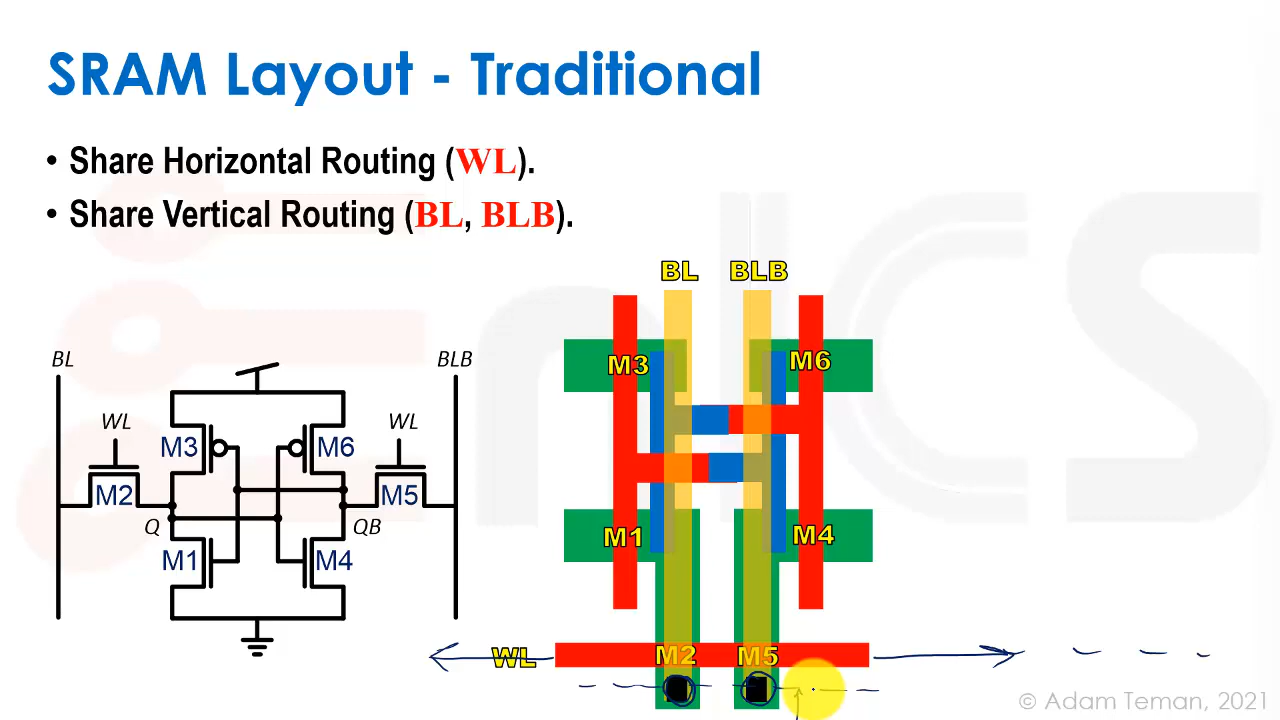 SRAM Layout - Traditional
• Share Horizontal Routing (WL).
• Share Vertical Routing (BL, BLB).
BL BLB
BL BLB
WL WL
M3 M6
M2 M5
Q QB
M1 M4
M3 M6
M1 M4
WL M2 M5
nICS
© Adam Teman, 2021